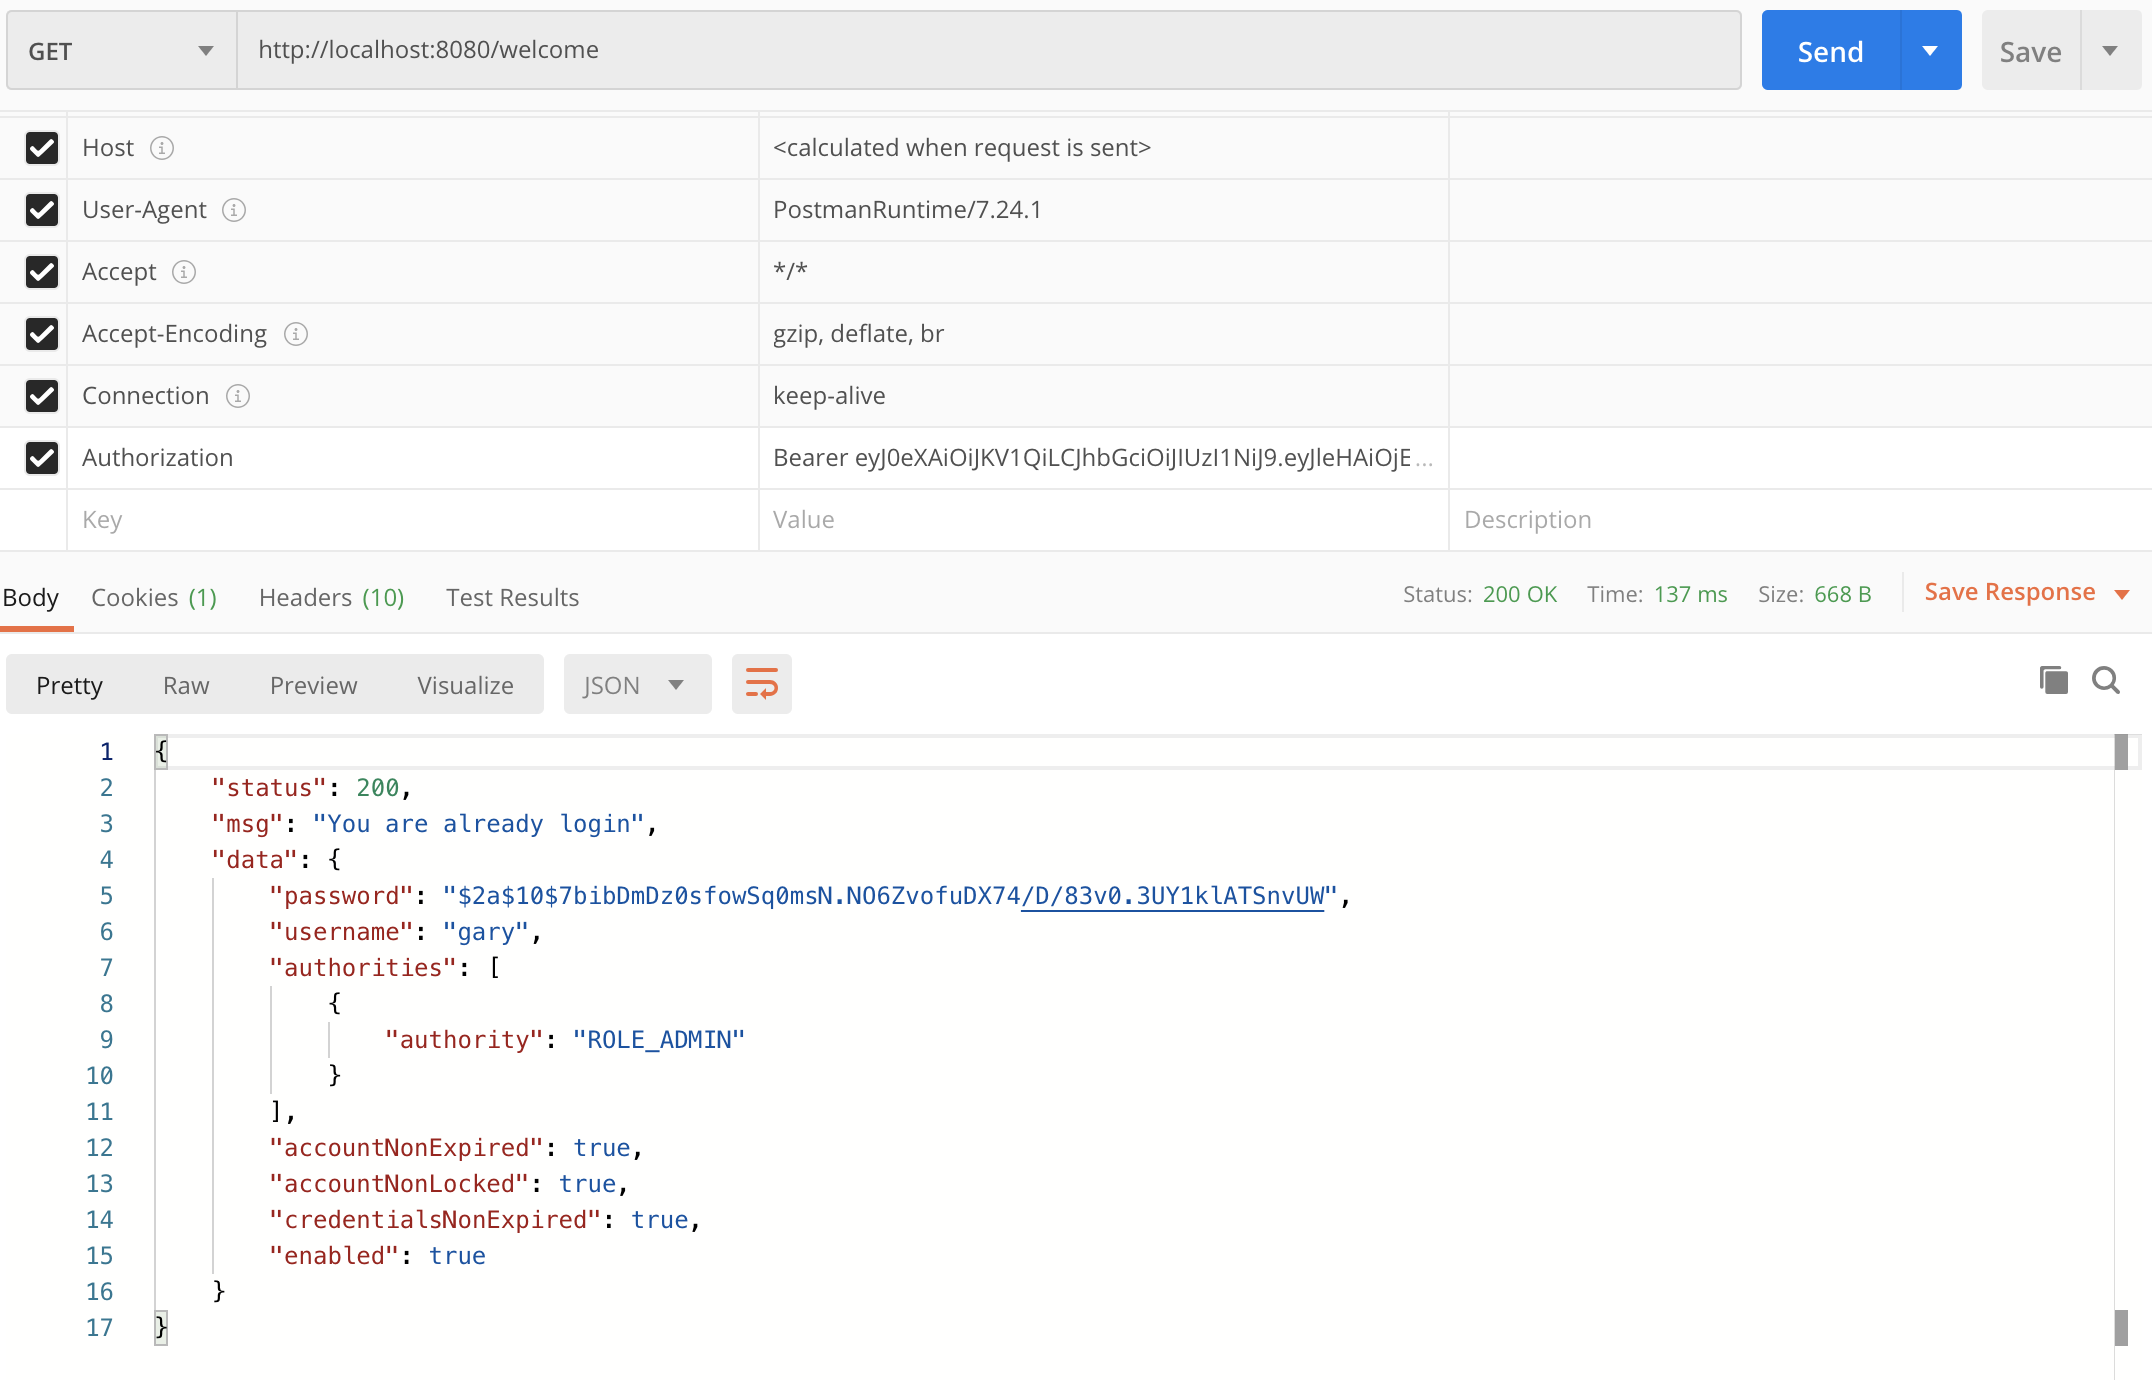 GET http://localhost:8080/welcome Send Save
Host <calculated when request is sent>
User-Agent PostmanRuntime/7.24.1
Accept */*
Accept-Encoding gzip, deflate, br
Connection keep-alive
Authorization Bearer eyJ0eXAiOiJKV1QiLCJhbGciOiJIUzI1NiJ9.eyJleHAiOjE ...
Key Value Description
Body Cookies (1) Headers (10) Test Results Status: 200 OK Time: 137 ms Size: 668 B Save Response
Pretty Raw Preview Visualize JSON
1 {
2 "status": 200,
3 "msg": "You are already login",
4 "data": {
5 "password": "$2a$10$7bibDmDz0sfowSq0msN.NO6ZvofuDX74/D/83v0.3UY1klATSnvUW",
6 "username": "gary",
7 "authorities": [
8 {
9 "authority": "ROLE_ADMIN"
10 }
11 ],
12 "accountNonExpired": true,
13 "accountNonLocked": true,
14 "credentialsNonExpired": true,
15 "enabled": true
16 }
17 }